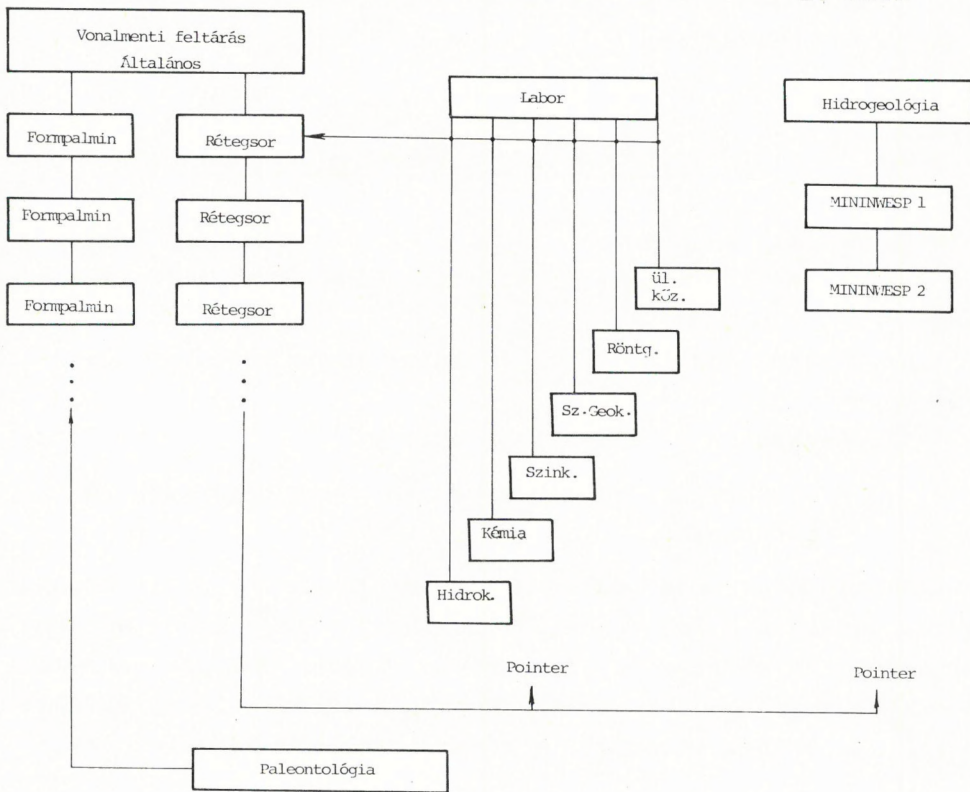 Vonalmenti feltárás
Általános
Labor
Hidrogeológia
Formpalmin
Rétegsor
Formpalmin
Rétegsor
MININWESP 1
Formpalmin
Rétegsor
ül.
kőz.
MININWESP 2
Röntg.
Sz.Geok.
Szink.
Kémia
Hidrok.
Pointer
Pointer
Paleontológia